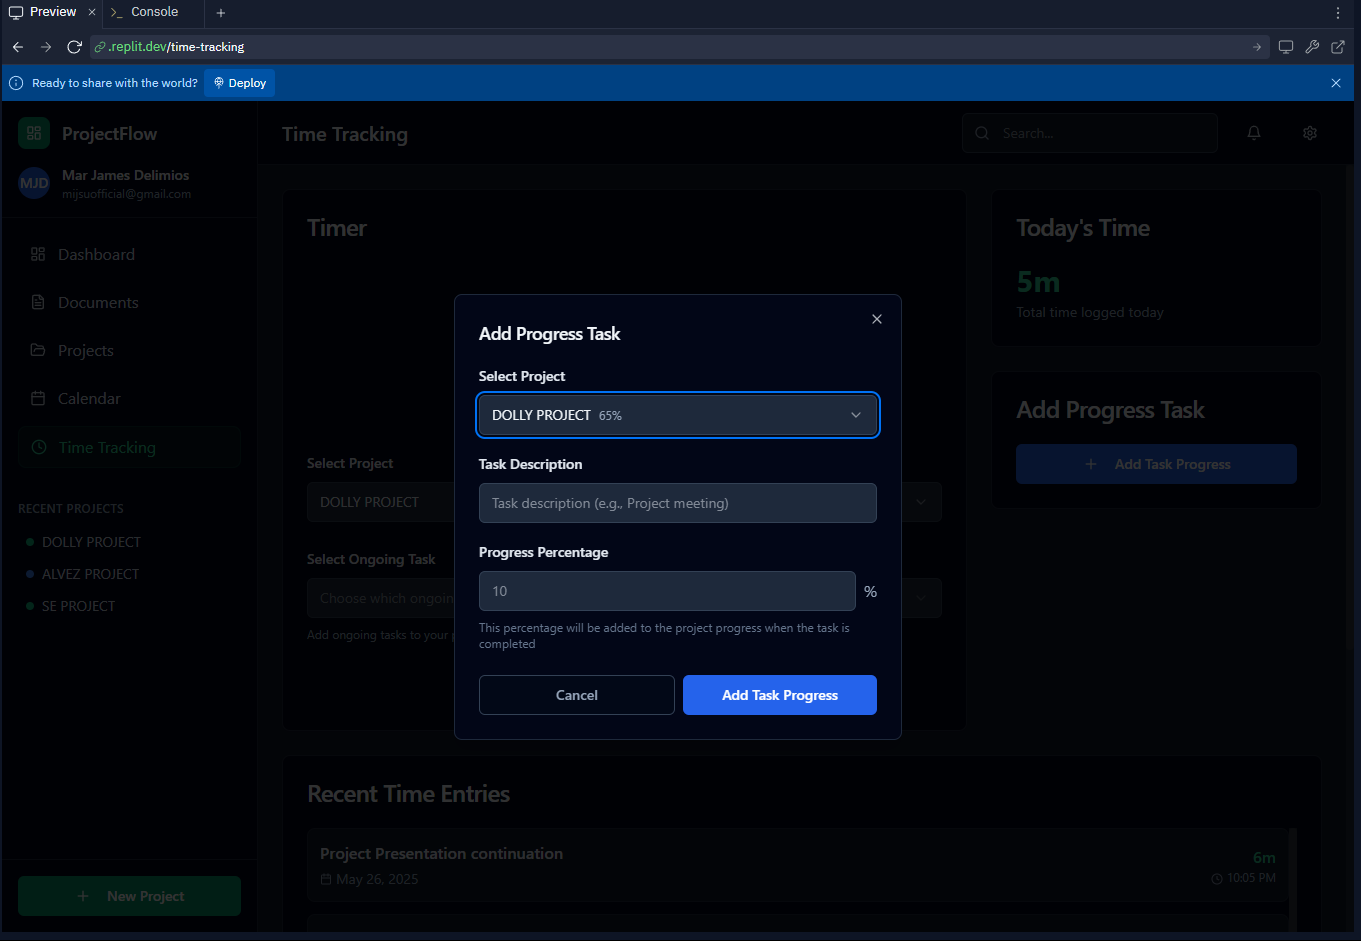 Preview
Console
.replit.dev/time-tracking
Ready to share with the world?
Deploy
ProjectFlow
Time Tracking
Search...
MJD
Mar James Delimios
mijsuofficial@gmail.com
Dashboard
Documents
Projects
Calendar
Time Tracking
RECENT PROJECTS
DOLLY PROJECT
ALVEZ PROJECT
SE PROJECT
New Project
Timer
Select Project
DOLLY PROJECT
Select Ongoing Task
Choose which ongoin
Add ongoing tasks to your
Today's Time
5m
Total time logged today
Add Progress Task
Add Task Progress
Add Progress Task
Select Project
DOLLY PROJECT 65%
Task Description
Task description (e.g., Project meeting)
Progress Percentage
10 %
This percentage will be added to the project progress when the task is
completed
Cancel
Add Task Progress
Recent Time Entries
Project Presentation continuation
6m
May 26, 2025
10:05 PM